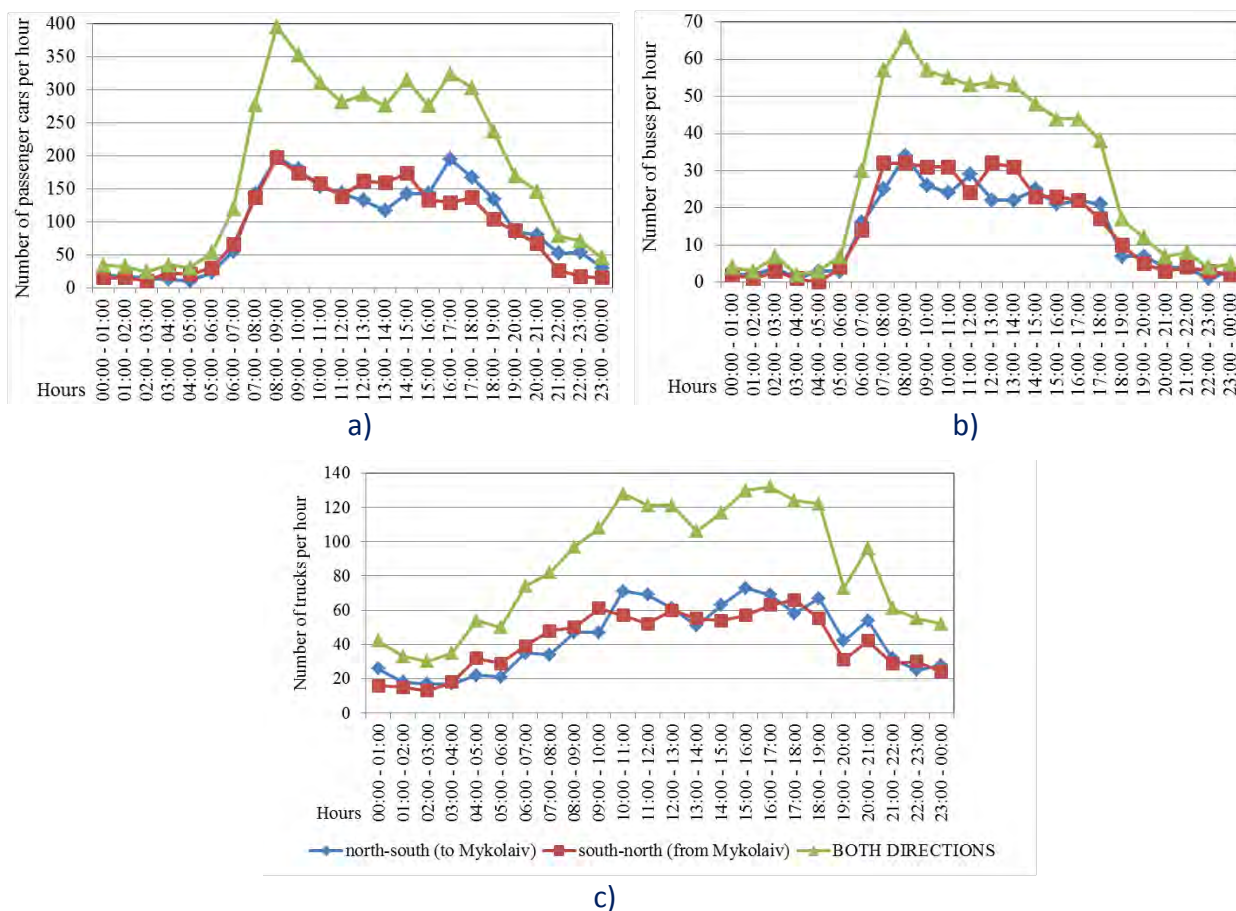 Number of passenger cars per hour
400
350
300
250
200
150
100
50
0
Hours
00:00 - 01:00
01:00 - 02:00
02:00 - 03:00
03:00 - 04:00
04:00 - 05:00
05:00 - 06:00
06:00 - 07:00
07:00 - 08:00
08:00 - 09:00
09:00 - 10:00
10:00 - 11:00
11:00 - 12:00
12:00 - 13:00
13:00 - 14:00
14:00 - 15:00
15:00 - 16:00
16:00 - 17:00
17:00 - 18:00
18:00 - 19:00
19:00 - 20:00
20:00 - 21:00
21:00 - 22:00
22:00 - 23:00
23:00 - 00:00
a)
Number of buses per hour
70
60
50
40
30
20
10
0
Hours
00:00 - 01:00
01:00 - 02:00
02:00 - 03:00
03:00 - 04:00
04:00 - 05:00
05:00 - 06:00
06:00 - 07:00
07:00 - 08:00
08:00 - 09:00
09:00 - 10:00
10:00 - 11:00
11:00 - 12:00
12:00 - 13:00
13:00 - 14:00
14:00 - 15:00
15:00 - 16:00
16:00 - 17:00
17:00 - 18:00
18:00 - 19:00
19:00 - 20:00
20:00 - 21:00
21:00 - 22:00
22:00 - 23:00
23:00 - 00:00
b)
Number of trucks per hour
140
120
100
80
60
40
20
0
Hours
00:00 - 01:00
01:00 - 02:00
02:00 - 03:00
03:00 - 04:00
04:00 - 05:00
05:00 - 06:00
06:00 - 07:00
07:00 - 08:00
08:00 - 09:00
09:00 - 10:00
10:00 - 11:00
11:00 - 12:00
12:00 - 13:00
13:00 - 14:00
14:00 - 15:00
15:00 - 16:00
16:00 - 17:00
17:00 - 18:00
18:00 - 19:00
19:00 - 20:00
20:00 - 21:00
21:00 - 22:00
22:00 - 23:00
23:00 - 00:00
north-south (to Mykolaiv) south-north (from Mykolaiv) BOTH DIRECTIONS
c)